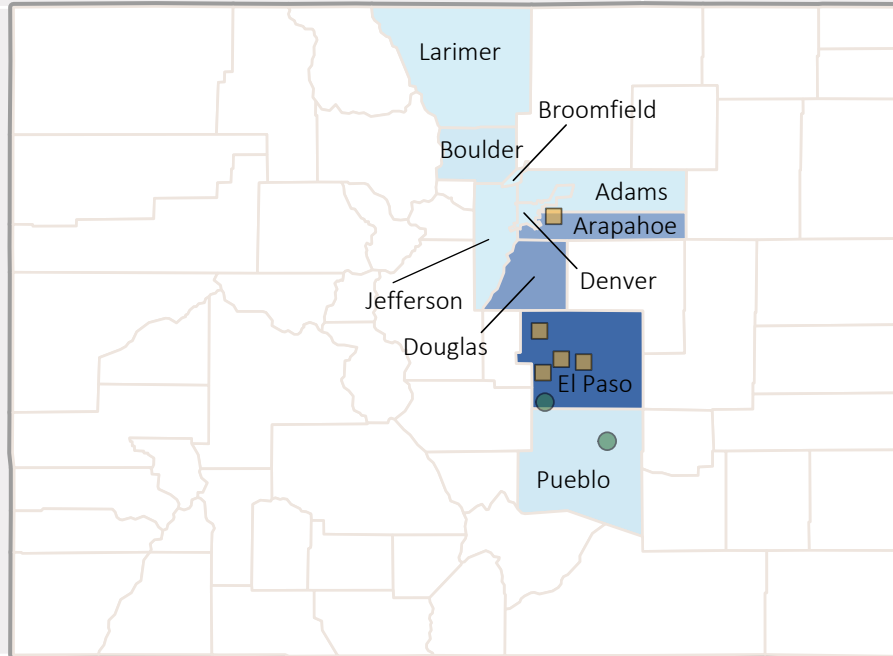 Larimer
Broomfield
Boulder
Adams
Arapahoe
Denver
Jefferson
Douglas
El Paso
Pueblo